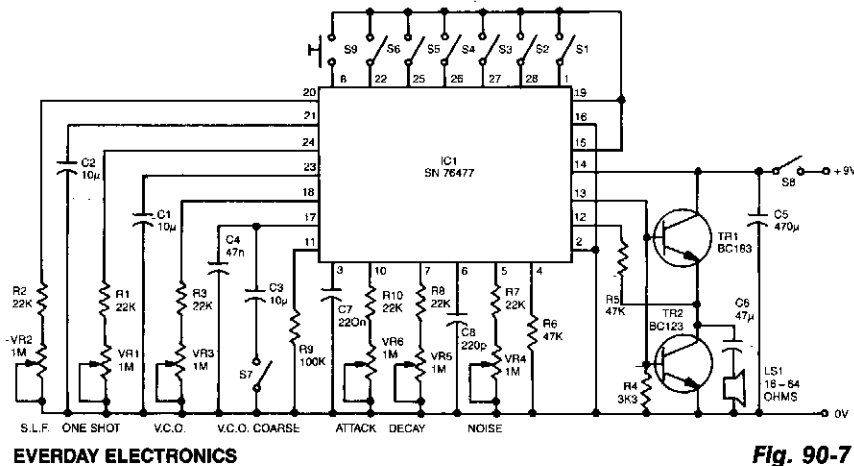 S9 S6 S5 S4 S3 S2 S1
8 22 25 26 27 28 1
20
21
24
23
18
17
11
19
16
15
14
13
12
2
IC1
SN 76477
3 10 7 6 5 4
S8
+9V
C2
10μ
C1
10μ
C4
47n
C3
10μ
C5
470μ
TR1
BC183
R2
22K
R1
22K
R3
22K
R9
100K
C7
220n
R10
22K
R8
22K
C8
220p
R7
22K
R6
47K
R5
47K
TR2
BC123
C6
47μ
VR2
1M
VR1
1M
VR3
1M
S7
VR6
1M
VR5
1M
VR4
1M
R4
3K3
LS1
16-64
OHMS
0V
S.L.F. ONE SHOT V.C.O. V.C.O. COARSE ATTACK DECAY NOISE
EVERDAY ELECTRONICS
Fig. 90-7